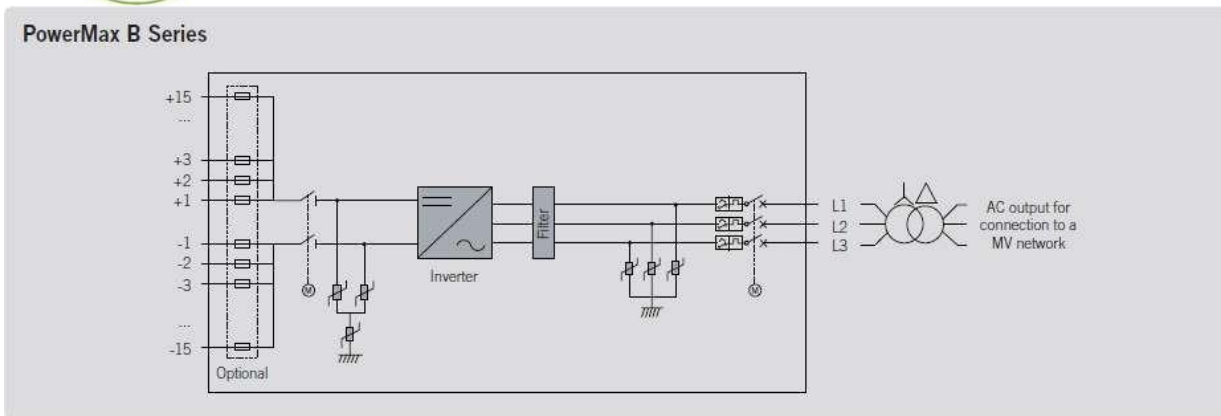 PowerMax B Series
+15
...
+3
+2
+1
-1
-2
-3
...
-15
Optional
M
Inverter
Filter
M
L1
L2
L3
AC output for
connection to a
MV network